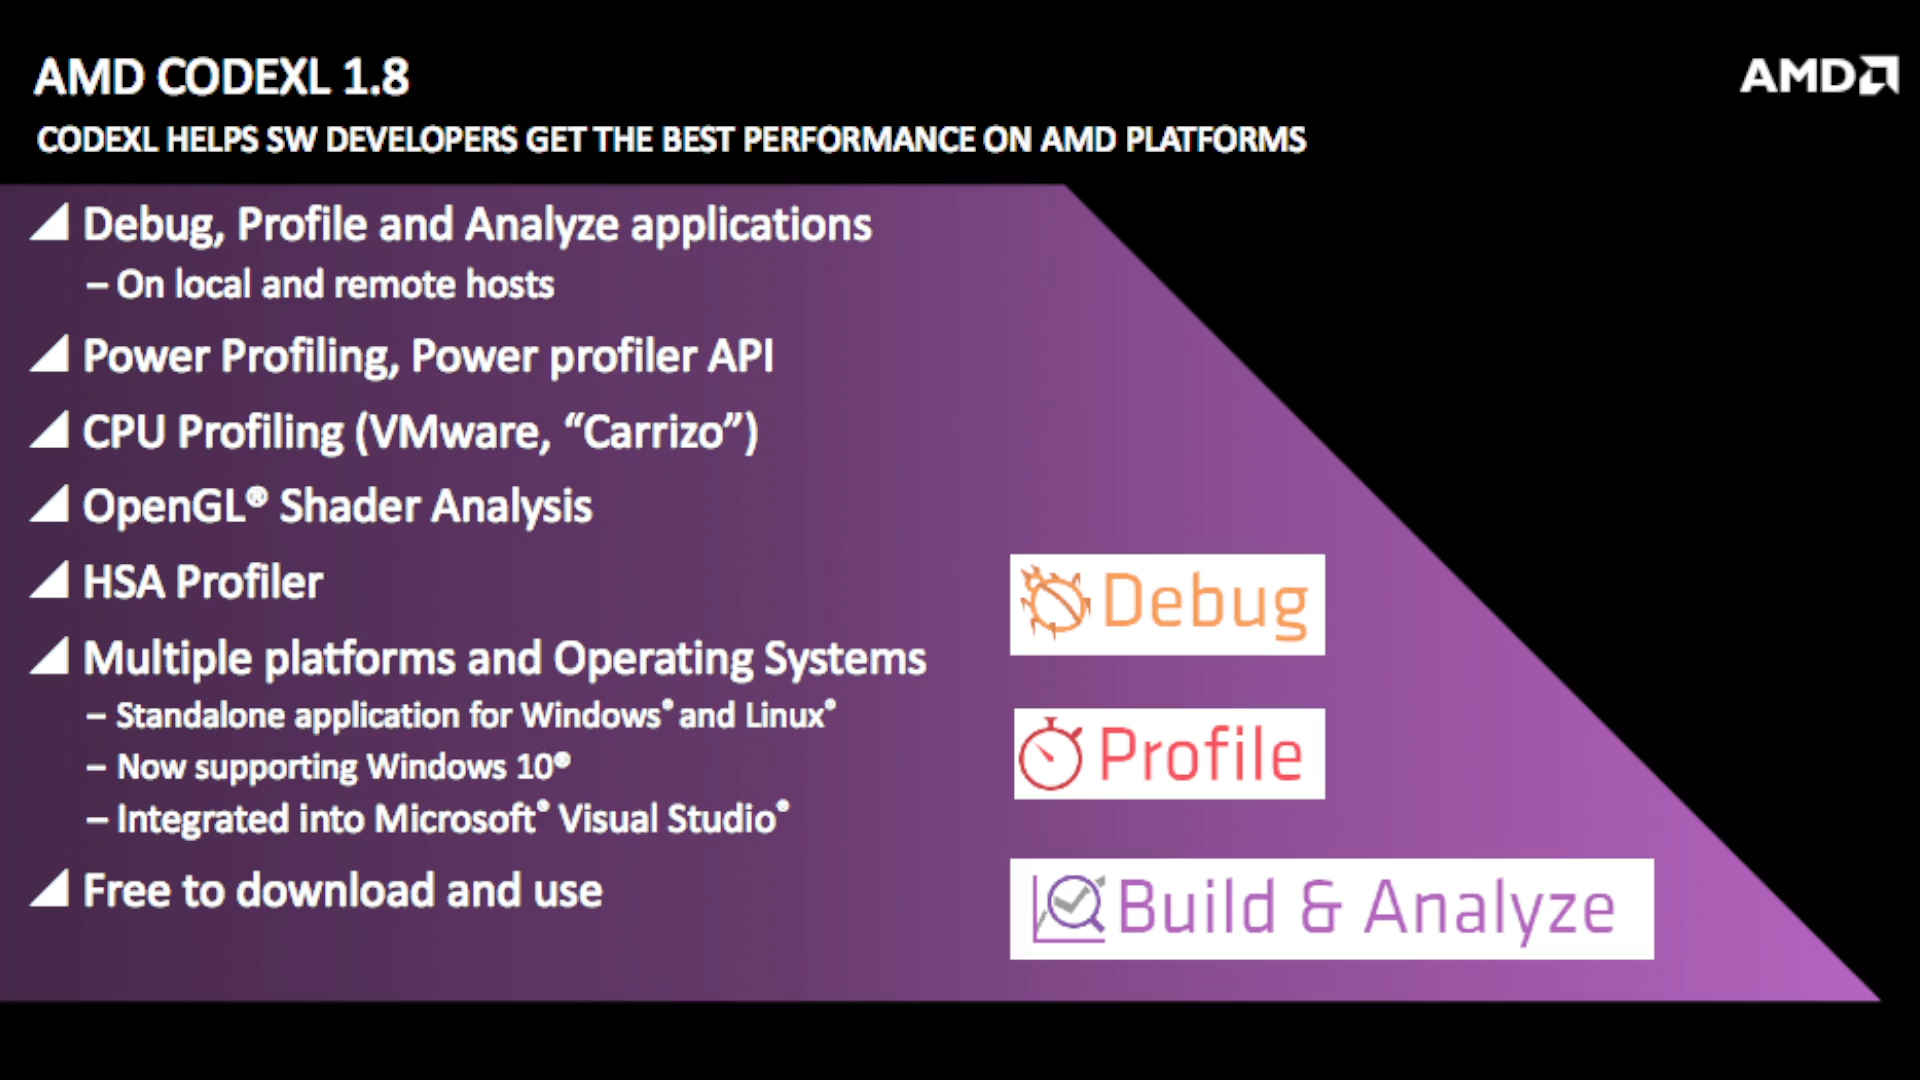 AMD CODEXL 1.8
AMD
CODEXL HELPS SW DEVELOPERS GET THE BEST PERFORMANCE ON AMD PLATFORMS
Debug, Profile and Analyze applications
– On local and remote hosts
Power Profiling, Power profiler API
CPU Profiling (VMware, “Carrizo”)
OpenGL® Shader Analysis
HSA Profiler
Multiple platforms and Operating Systems
– Standalone application for Windows® and Linux®
– Now supporting Windows 10®
– Integrated into Microsoft® Visual Studio®
Free to download and use
Debug
Profile
Build & Analyze